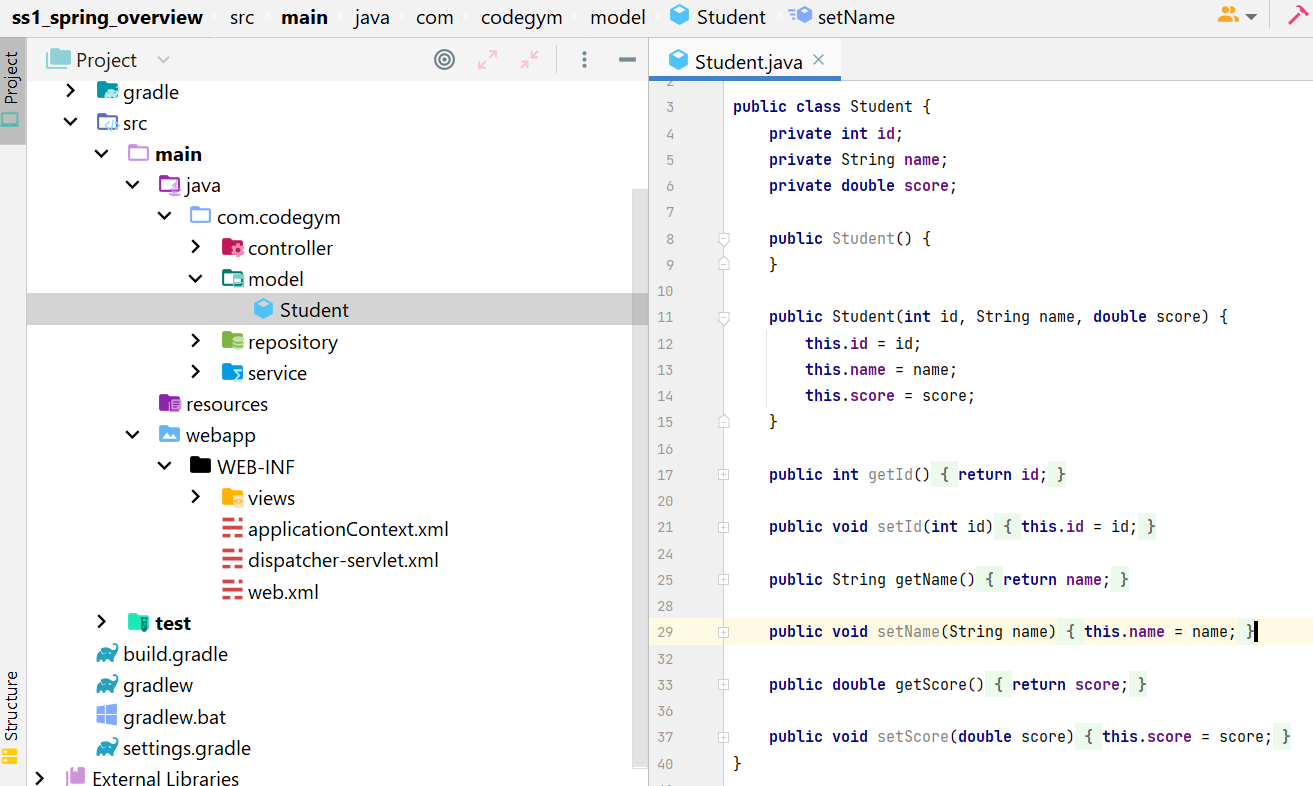 ss1_spring_overview src main java com codegym model Student setName
Project
Project
Structure
gradle
src
main
java
com.codegym
controller
model
Student
repository
service
resources
webapp
WEB-INF
views
applicationContext.xml
dispatcher-servlet.xml
web.xml
test
build.gradle
gradlew
gradlew.bat
settings.gradle
External Libraries
Student.java
2
3 public class Student {
4 private int id;
5 private String name;
6 private double score;
7
8 public Student() {
9 }
10
11 public Student(int id, String name, double score) {
12 this.id = id;
13 this.name = name;
14 this.score = score;
15 }
16
17 public int getId() { return id; }
20
21 public void setId(int id) { this.id = id; }
24
25 public String getName() { return name; }
28
29 public void setName(String name) { this.name = name; }
32
33 public double getScore() { return score; }
36
37 public void setScore(double score) { this.score = score; }
40 }